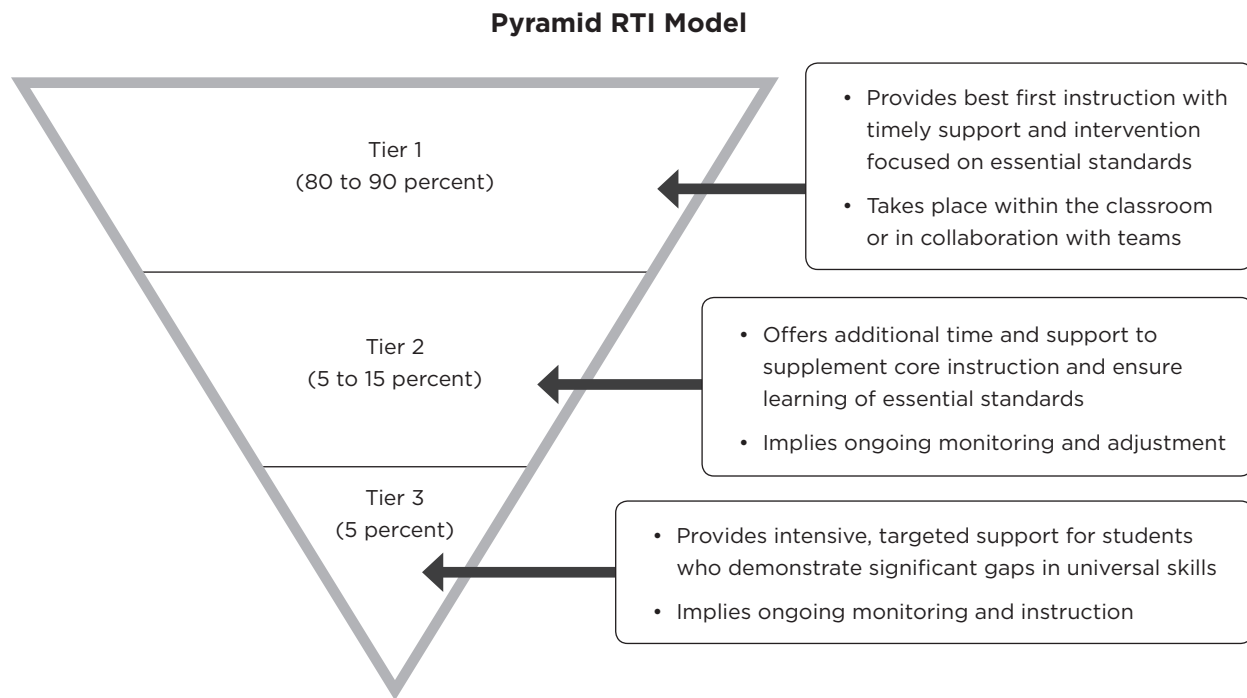 Pyramid RTI Model
Tier 1
(80 to 90 percent)
• Provides best first instruction with
timely support and intervention
focused on essential standards
• Takes place within the classroom
or in collaboration with teams
Tier 2
(5 to 15 percent)
• Offers additional time and support to
supplement core instruction and ensure
learning of essential standards
• Implies ongoing monitoring and adjustment
Tier 3
(5 percent)
• Provides intensive, targeted support for students
who demonstrate significant gaps in universal skills
• Implies ongoing monitoring and instruction